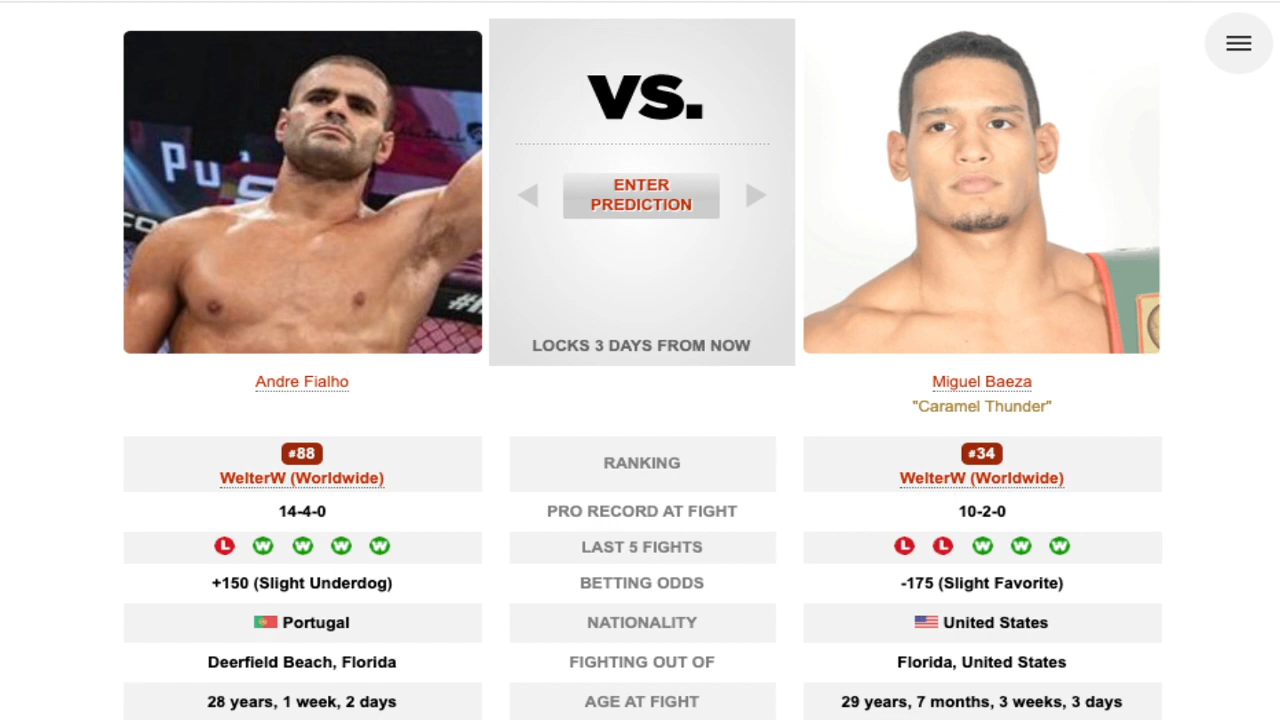 VS.
ENTER
PREDICTION
LOCKS 3 DAYS FROM NOW
Andre Fialho
Miguel Baeza
"Caramel Thunder"
#88
WelterW (Worldwide)
RANKING
#34
WelterW (Worldwide)
14-4-0
PRO RECORD AT FIGHT
10-2-0
L W W W W
LAST 5 FIGHTS
L L W W W
+150 (Slight Underdog)
BETTING ODDS
-175 (Slight Favorite)
Portugal
NATIONALITY
United States
Deerfield Beach, Florida
FIGHTING OUT OF
Florida, United States
28 years, 1 week, 2 days
AGE AT FIGHT
29 years, 7 months, 3 weeks, 3 days